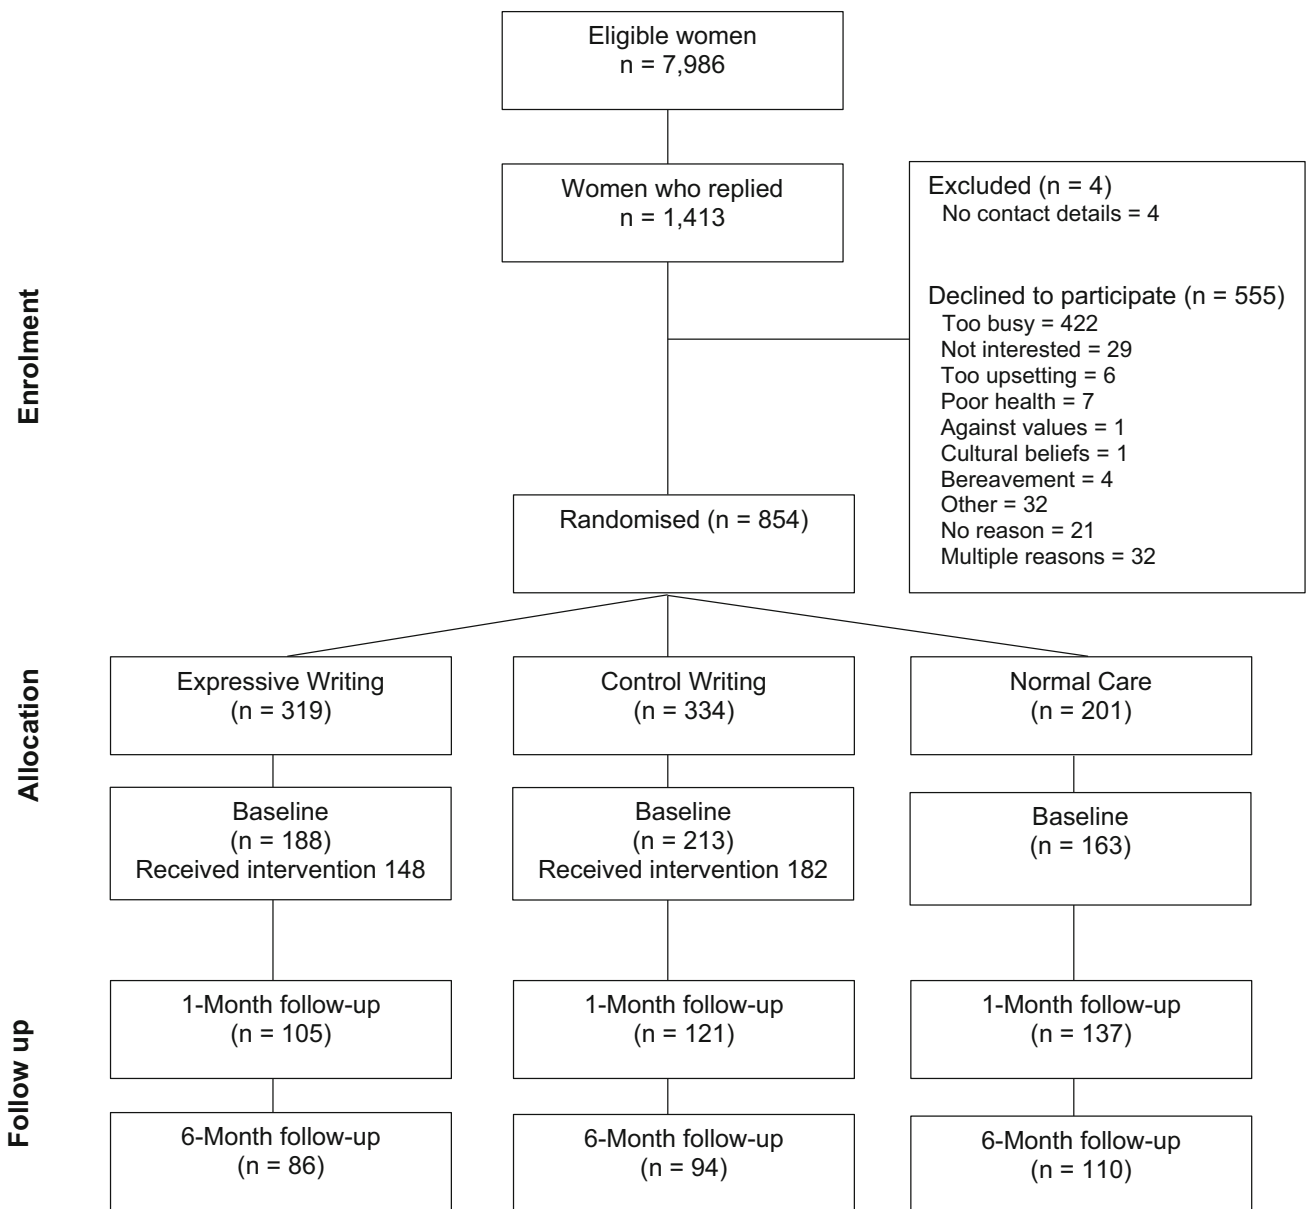 Eligible women
n = 7,986
Women who replied
n = 1,413
Excluded (n = 4)
No contact details = 4
Declined to participate (n = 555)
Too busy = 422
Not interested = 29
Too upsetting = 6
Poor health = 7
Against values = 1
Cultural beliefs = 1
Bereavement = 4
Other = 32
No reason = 21
Multiple reasons = 32
Enrolment
Randomised (n = 854)
Allocation
Expressive Writing
(n = 319)
Control Writing
(n = 334)
Normal Care
(n = 201)
Baseline
(n = 188)
Received intervention 148
Baseline
(n = 213)
Received intervention 182
Baseline
(n = 163)
Follow up
1-Month follow-up
(n = 105)
1-Month follow-up
(n = 121)
1-Month follow-up
(n = 137)
6-Month follow-up
(n = 86)
6-Month follow-up
(n = 94)
6-Month follow-up
(n = 110)